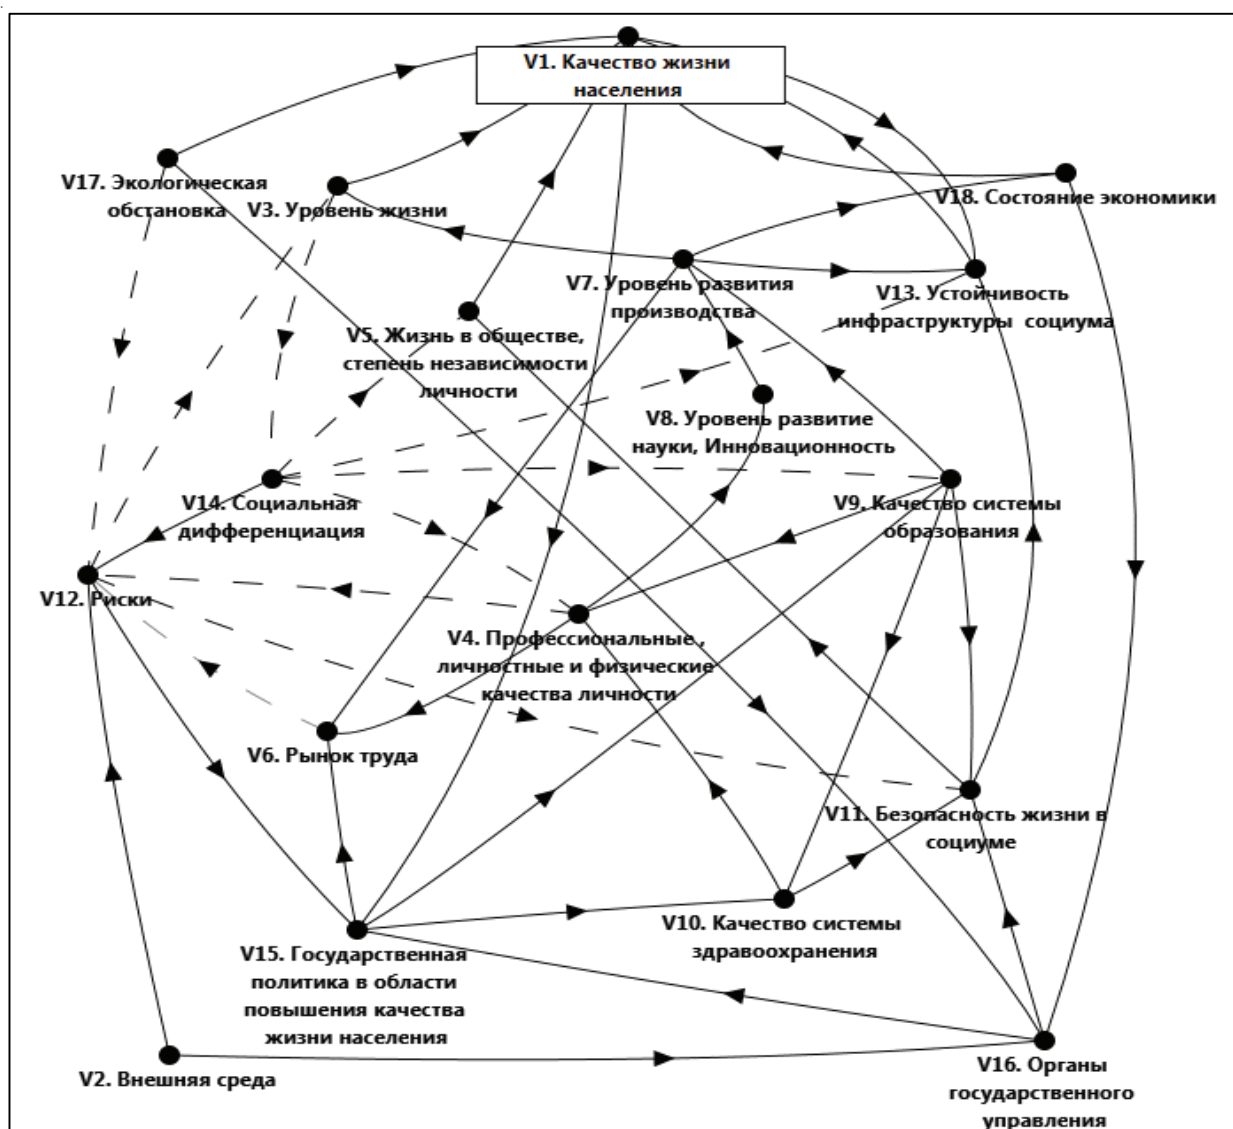 V1. Качество жизни
населения
V17. Экологическая
обстановка
V3. Уровень жизни
V18. Состояние экономики
V7. Уровень развития
производства
V13. Устойчивость
инфраструктуры социума
V5. Жизнь в обществе,
степень независимости
личности
V8. Уровень развитие
науки, Инновационность
V14. Социальная
дифференциация
V9. Качество системы
образования
V12. Риски
V4. Профессиональные ,
личностные и физические
качества личности
V6. Рынок труда
V11. Безопасность жизни в
социуме
V10. Качество системы
здравоохранения
V15. Государственная
политика в области
повышения качества
жизни населения
V2. Внешняя среда
V16. Органы
государственного
управления